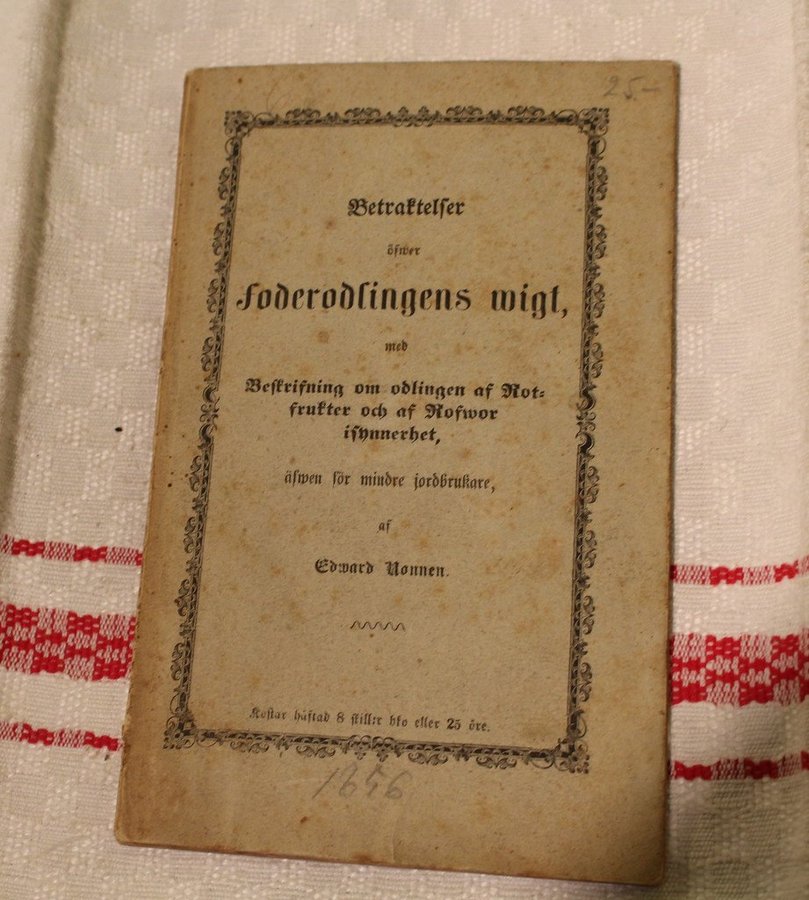 25.–
Betraktelser
öfwer
Foderodlingens wigt,
med
Beskrifning om odlingen af Rot-
frukter och af Rofwor
isynnerhet,
äfwen för mindre jordbrukare,
af
Edward Nonnen.
Kostar häftad 8 skill:r bko eller 25 öre.
1856